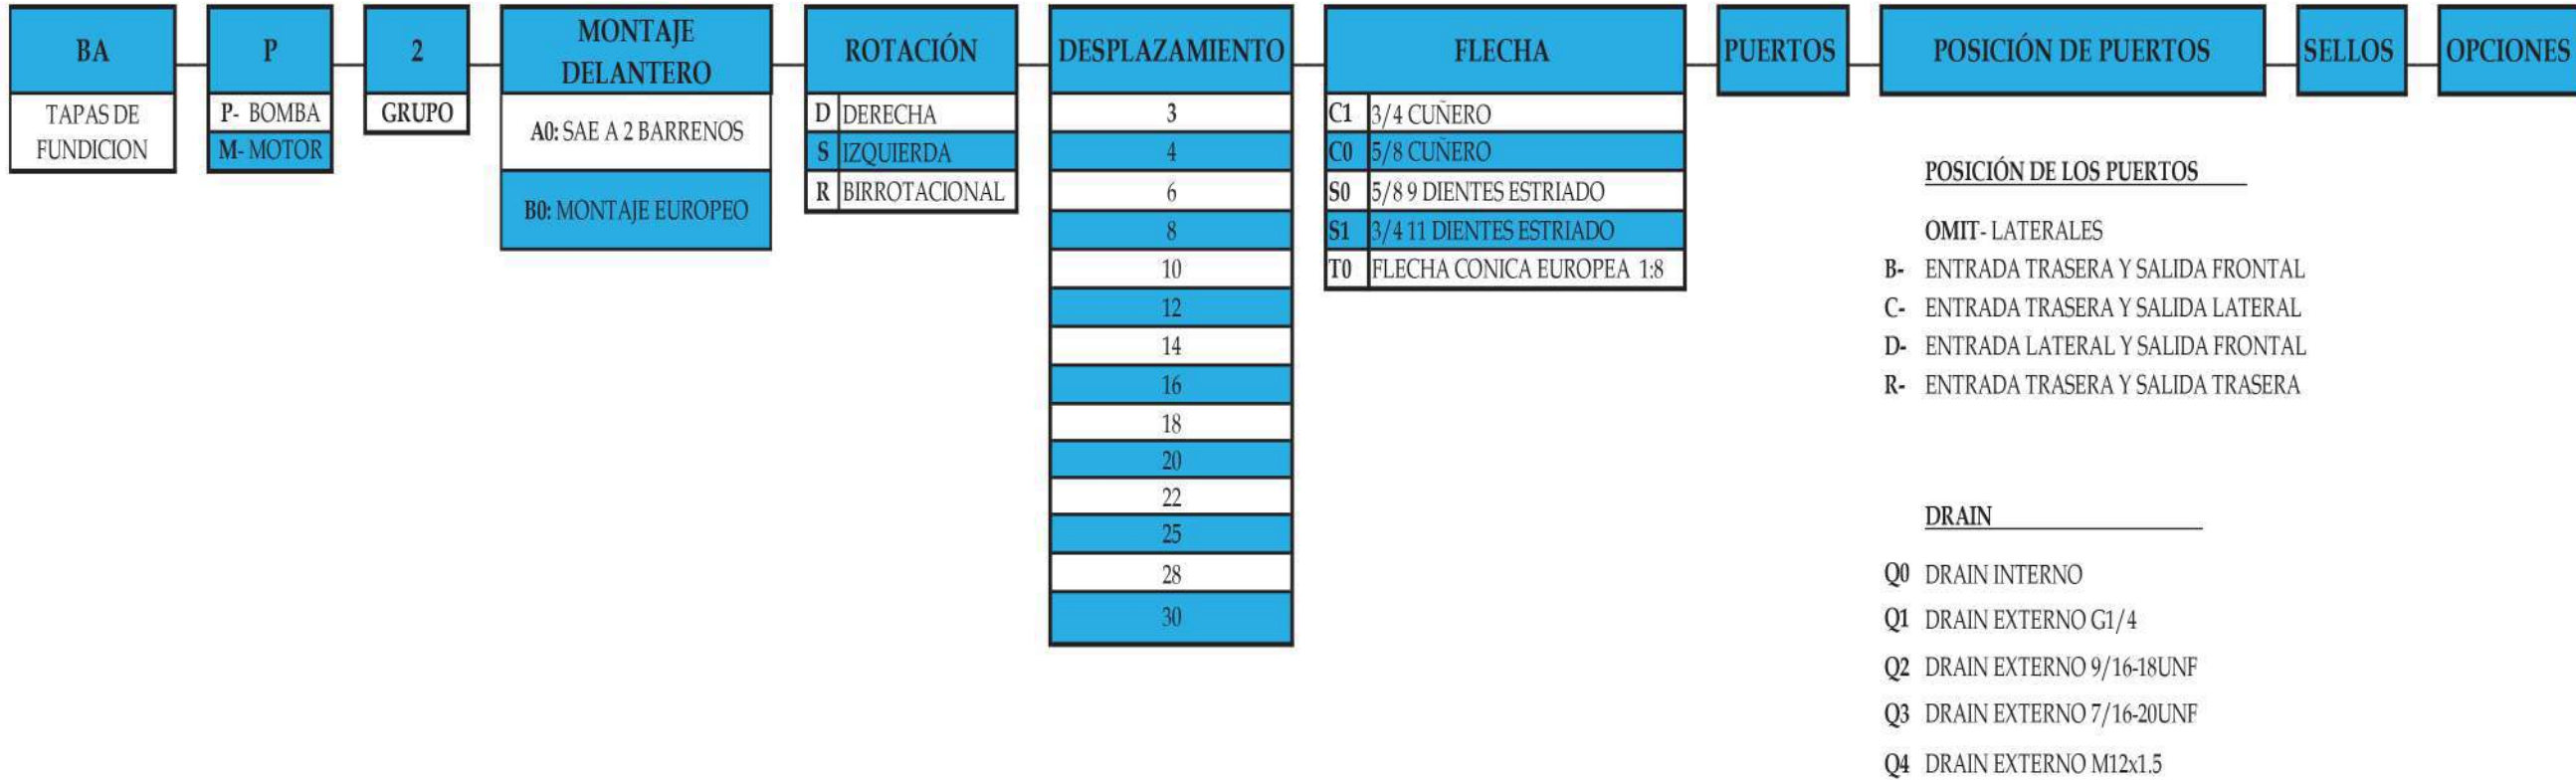 BA
TAPAS DE
FUNDICION
P
P- BOMBA
M- MOTOR
2
GRUPO
MONTAJE
DELANTERO
A0: SAE A 2 BARRENOS
B0: MONTAJE EUROPEO
ROTACIÓN
D DERECHA
S IZQUIERDA
R BIRROTACIONAL
DESPLAZAMIENTO
3
4
6
8
10
12
14
16
18
20
22
25
28
30
FLECHA
C1 3/4 CUÑERO
C0 5/8 CUÑERO
S0 5/8 9 DIENTES ESTRIADO
S1 3/4 11 DIENTES ESTRIADO
T0 FLECHA CONICA EUROPEA 1:8
PUERTOS
POSICIÓN DE PUERTOS
SELLOS
OPCIONES
POSICIÓN DE LOS PUERTOS
OMIT- LATERALES
B- ENTRADA TRASERA Y SALIDA FRONTAL
C- ENTRADA TRASERA Y SALIDA LATERAL
D- ENTRADA LATERAL Y SALIDA FRONTAL
R- ENTRADA TRASERA Y SALIDA TRASERA
DRAIN
Q0 DRAIN INTERNO
Q1 DRAIN EXTERNO G1/4
Q2 DRAIN EXTERNO 9/16-18UNF
Q3 DRAIN EXTERNO 7/16-20UNF
Q4 DRAIN EXTERNO M12x1.5